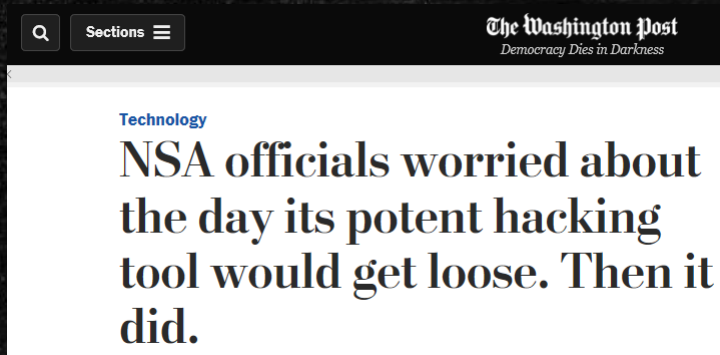 Sections
The Washington Post
Democracy Dies in Darkness
Technology
NSA officials worried about
the day its potent hacking
tool would get loose. Then it
did.